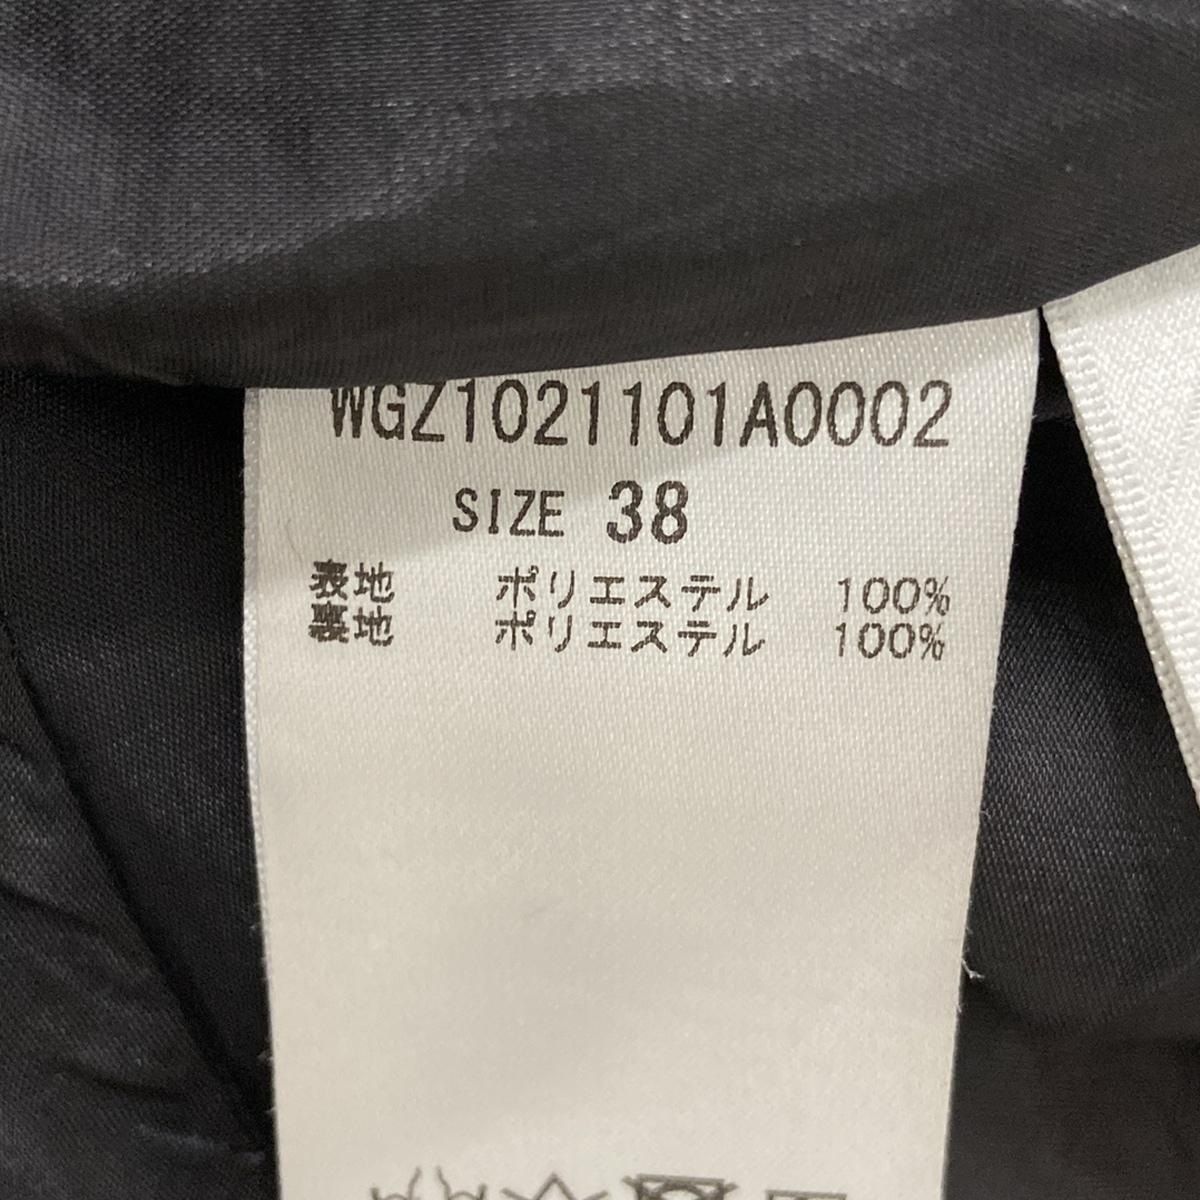 WGZ1021101A0002
SIZE 38
表地 ポリエステル 100%
裏地 ポリエステル 100%